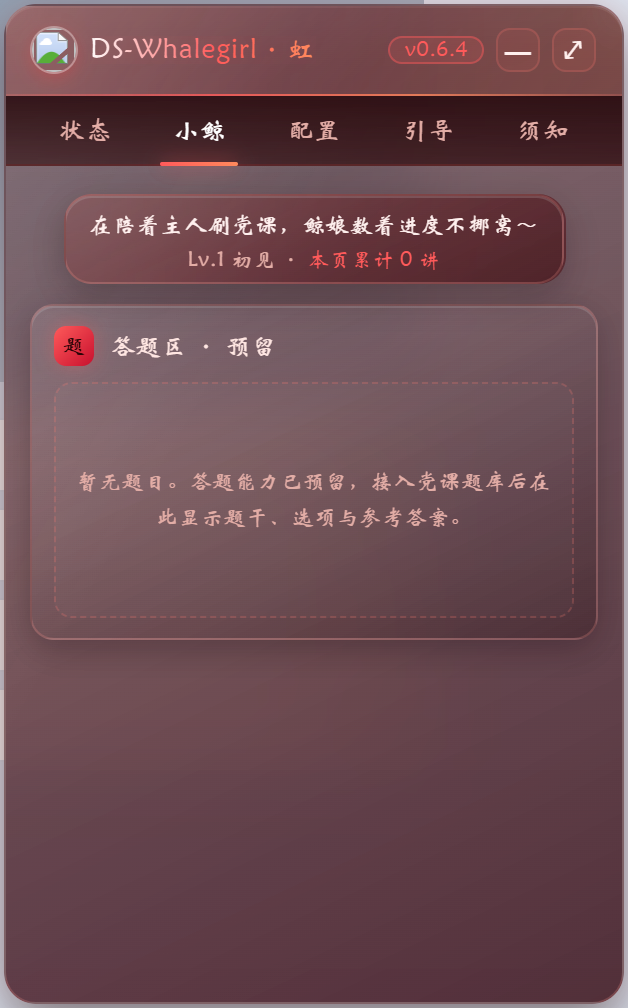 DS-Whalegirl · 虹
v0.6.4
状态 小鲸 配置 引导 须知
在陪着主人刷党课，鲸娘数着进度不挪窝～
Lv.1 初见 · 本页累计 0 讲
题 答题区 · 预留
暂无题目。答题能力已预留，接入党课题库后在
此显示题干、选项与参考答案。